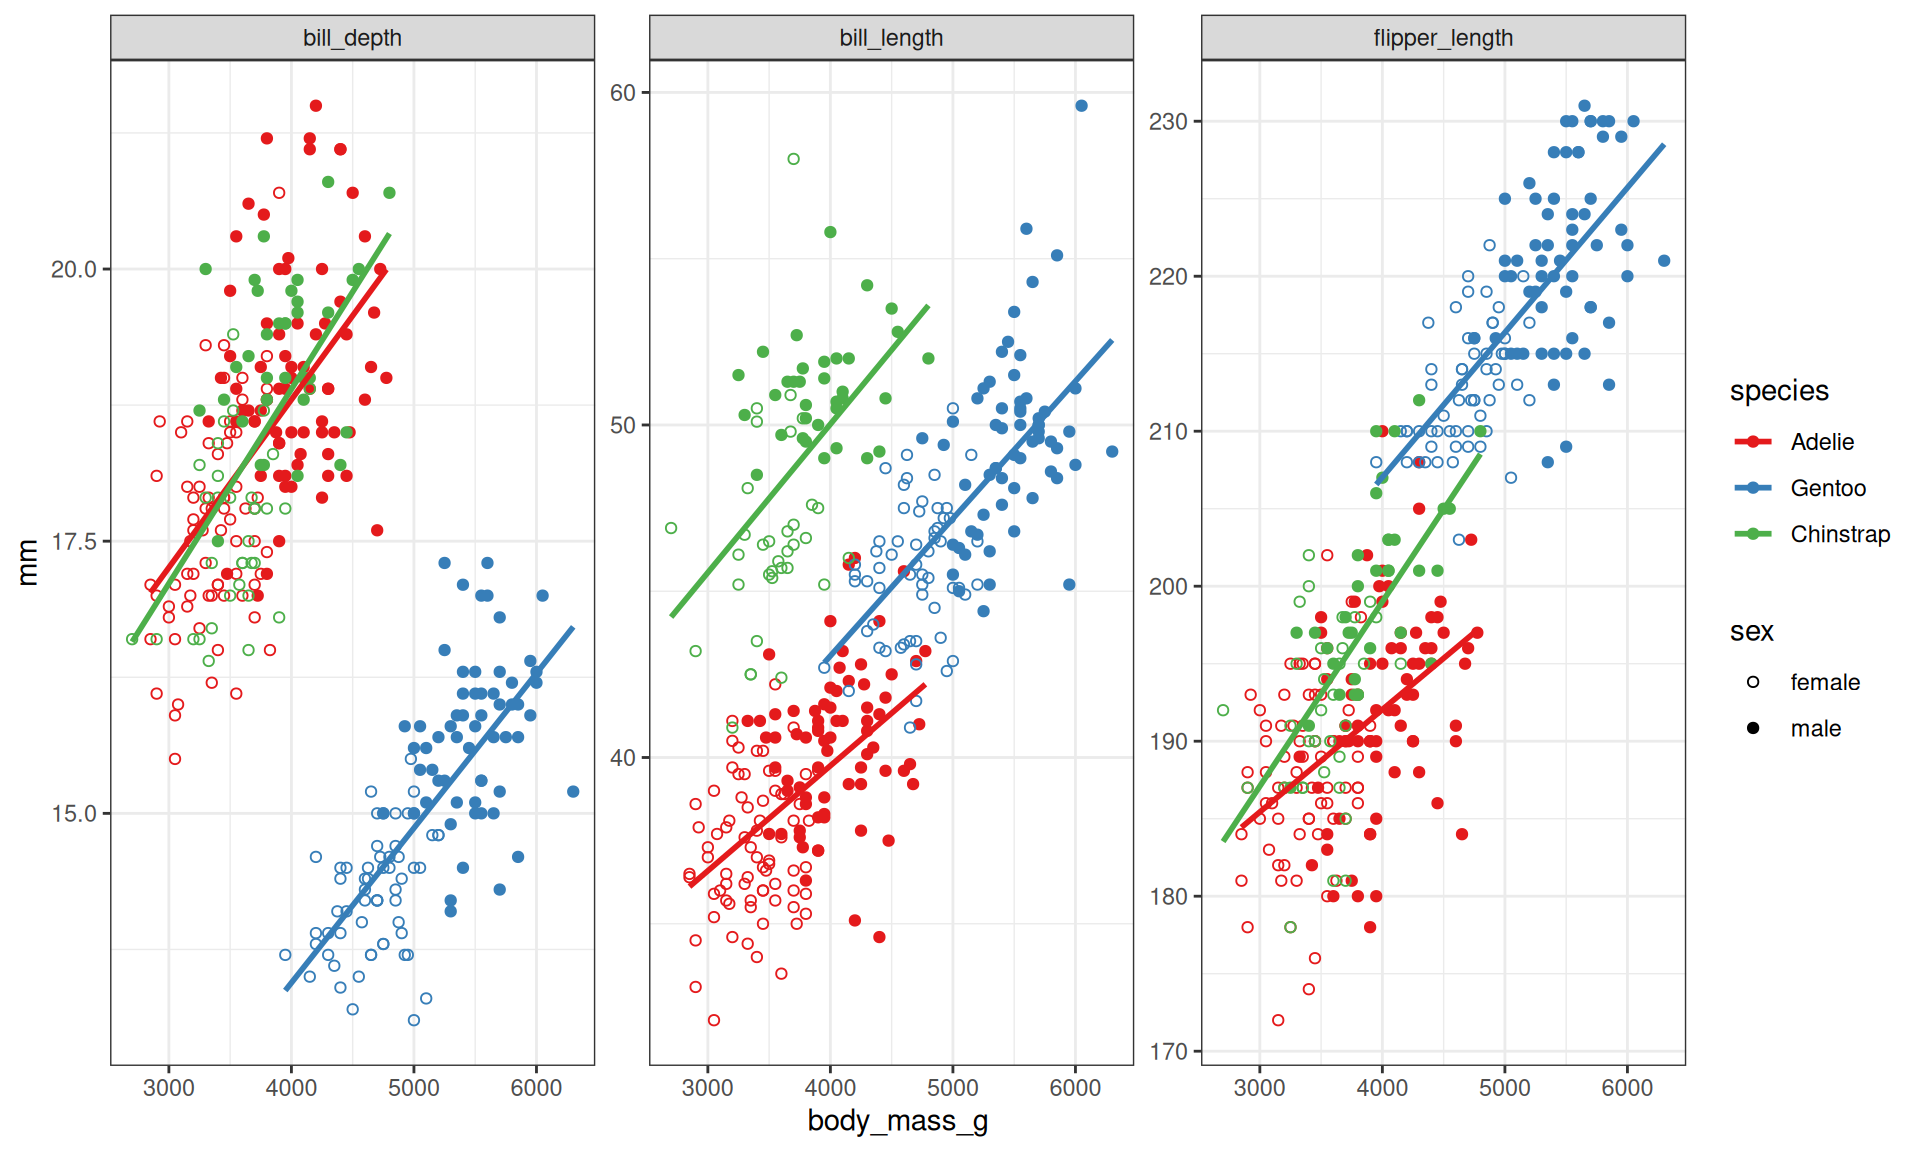 bill_depth
bill_length
flipper_length
20.0
17.5
15.0
60
50
40
230
220
210
200
190
180
170
3000 4000 5000 6000
3000 4000 5000 6000
3000 4000 5000 6000
mm
body_mass_g
species
Adelie
Gentoo
Chinstrap
sex
female
male